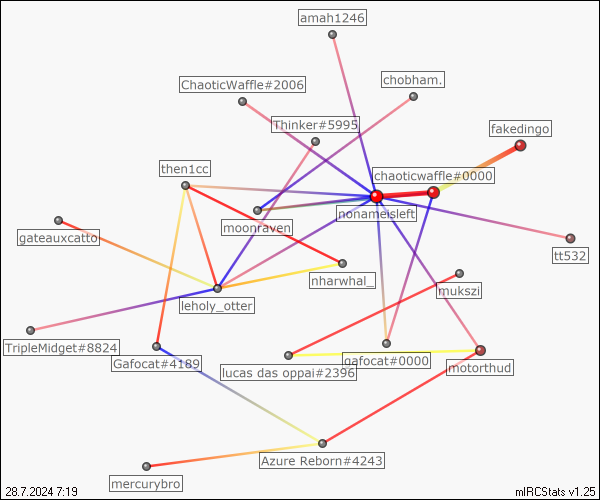 amah1246
ChaoticWaffle#2006
chobham.
Thinker#5995
fakedingo
then1cc
chaoticwaffle#0000
nonameisleft
moonraven
gateauxcatto
tt532
nharwhal_
mukszi
leholy_otter
TripleMidget#8824
Gafocat#4189
gafocat#0000
lucas das oppai#2396
motorthud
Azure Reborn#4243
mercurybro
28.7.2024 7:19
mIRCStats v1.25